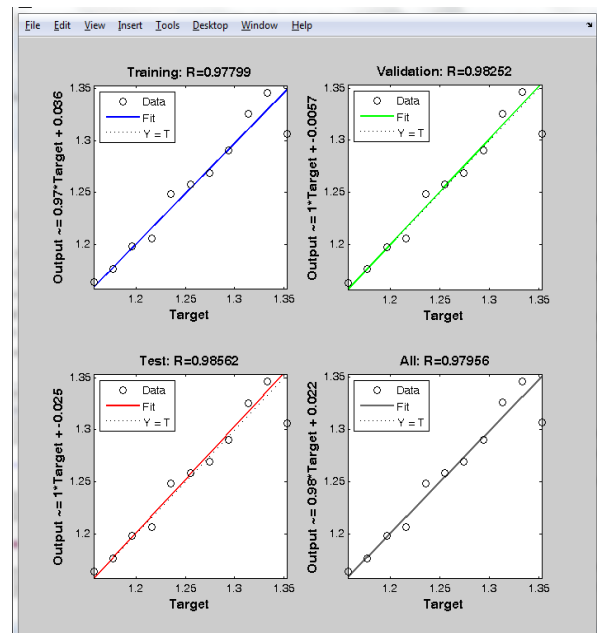 File Edit View Insert Tools Desktop Window Help
Training: R=0.97799
Output ~= 0.97*Target + 0.036
Data
Fit
Y = T
1.35
1.3
1.25
1.2
1.2 1.25 1.3 1.35
Target
Validation: R=0.98252
Output ~= 1*Target + -0.0057
Data
Fit
Y = T
1.35
1.3
1.25
1.2
1.2 1.25 1.3 1.35
Target
Test: R=0.98562
Output ~= 1*Target + -0.025
Data
Fit
Y = T
1.35
1.3
1.25
1.2
1.2 1.25 1.3 1.35
Target
All: R=0.97956
Output ~= 0.98*Target + 0.022
Data
Fit
Y = T
1.35
1.3
1.25
1.2
1.2 1.25 1.3 1.35
Target